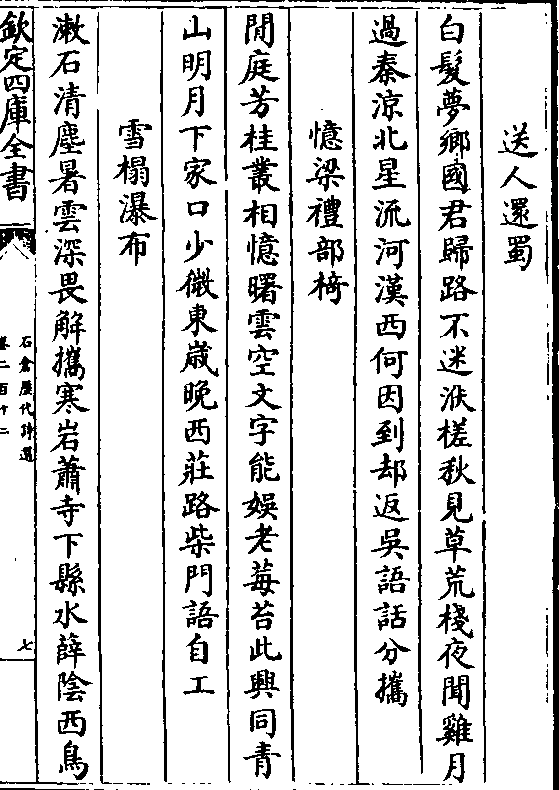 送人還蜀
白髮夢鄉國君歸路不迷浂槎秋見草荒棧夜聞雞月
過秦涼北星流河漢西何因到却返吳語話分攜
憶梁禮部椅
閒庭芳桂叢相憶曙雲空文字能娛老莓苔此興同青
山明月下家口少微東歲晚西莊路柴門語自工
雪榻瀑布
漱石清塵暑雲深畏解攜寒岩蕭寺下縣水薜陰西鳥
欽定四庫全書
石倉歷代詩選
卷二百十二
七